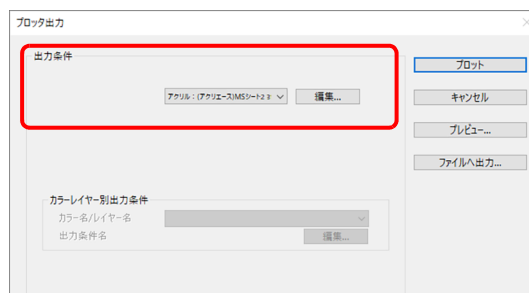 プロッタ出力
出力条件
アクリル：(アクリエース)MSシート2 ﾐ
編集...
プロット
キャンセル
プレビュー...
ファイルへ出力...
カラーレイヤー別出力条件
カラー名/レイヤー名
出力条件名
編集...